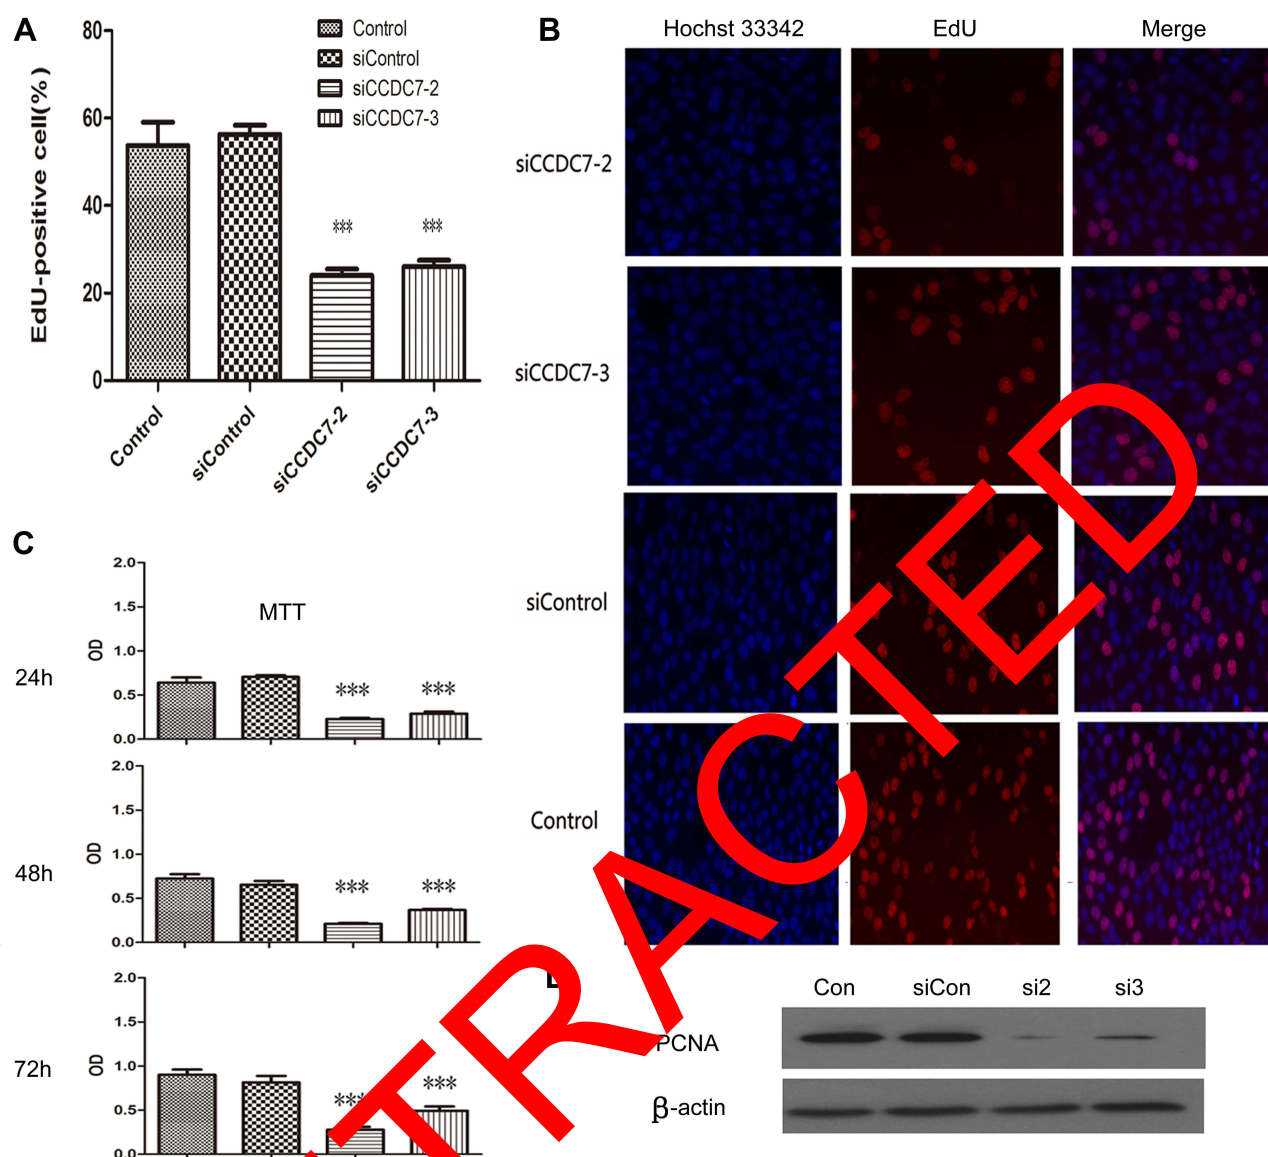 A
80
60
40
20
0
EdU-positive cell(%)
Control
siControl
siCCDC7-2
siCCDC7-3
***
***
Control
siControl
siCCDC7-2
siCCDC7-3
B
Hochst 33342
EdU
Merge
siCCDC7-2
siCCDC7-3
siControl
Control
C
MTT
24h
OD
2.0
1.5
1.0
0.5
0.0
***
***
48h
OD
2.0
1.5
1.0
0.5
0.0
***
***
72h
OD
2.0
1.5
1.0
0.5
0.0
***
***
Con
siCon
si2
si3
PCNA
β-actin
TRACTED